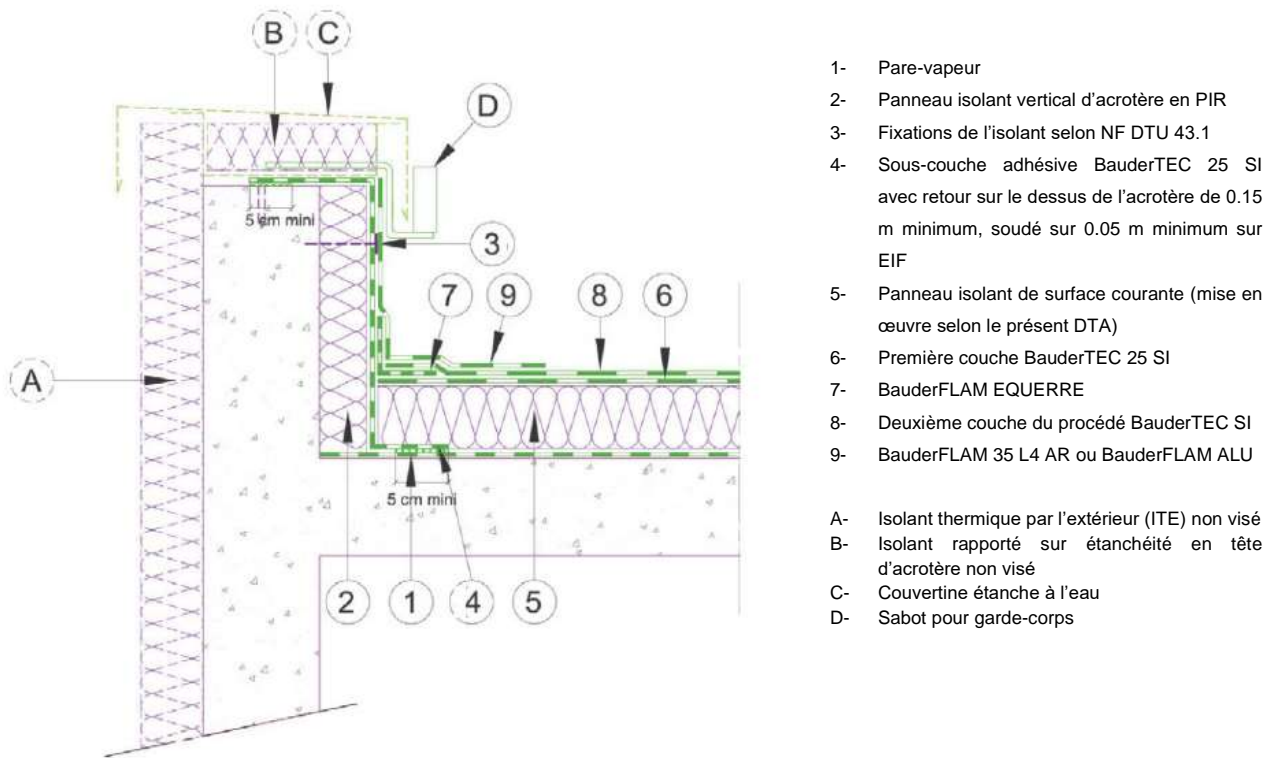 B
C
D
5 cm mini
3
7
9
8
6
A
5 cm mini
2
1
4
5
1- Pare-vapeur
2- Panneau isolant vertical d’acrotère en PIR
3- Fixations de l’isolant selon NF DTU 43.1
4- Sous-couche adhésive BauderTEC 25 SI
avec retour sur le dessus de l’acrotère de 0.15
m minimum, soudé sur 0.05 m minimum sur
EIF
5- Panneau isolant de surface courante (mise en
œuvre selon le présent DTA)
6- Première couche BauderTEC 25 SI
7- BauderFLAM EQUERRE
8- Deuxième couche du procédé BauderTEC SI
9- BauderFLAM 35 L4 AR ou BauderFLAM ALU
A- Isolant thermique par l’extérieur (ITE) non visé
B- Isolant rapporté sur étanchéité en tête
d’acrotère non visé
C- Couvertine étanche à l’eau
D- Sabot pour garde-corps